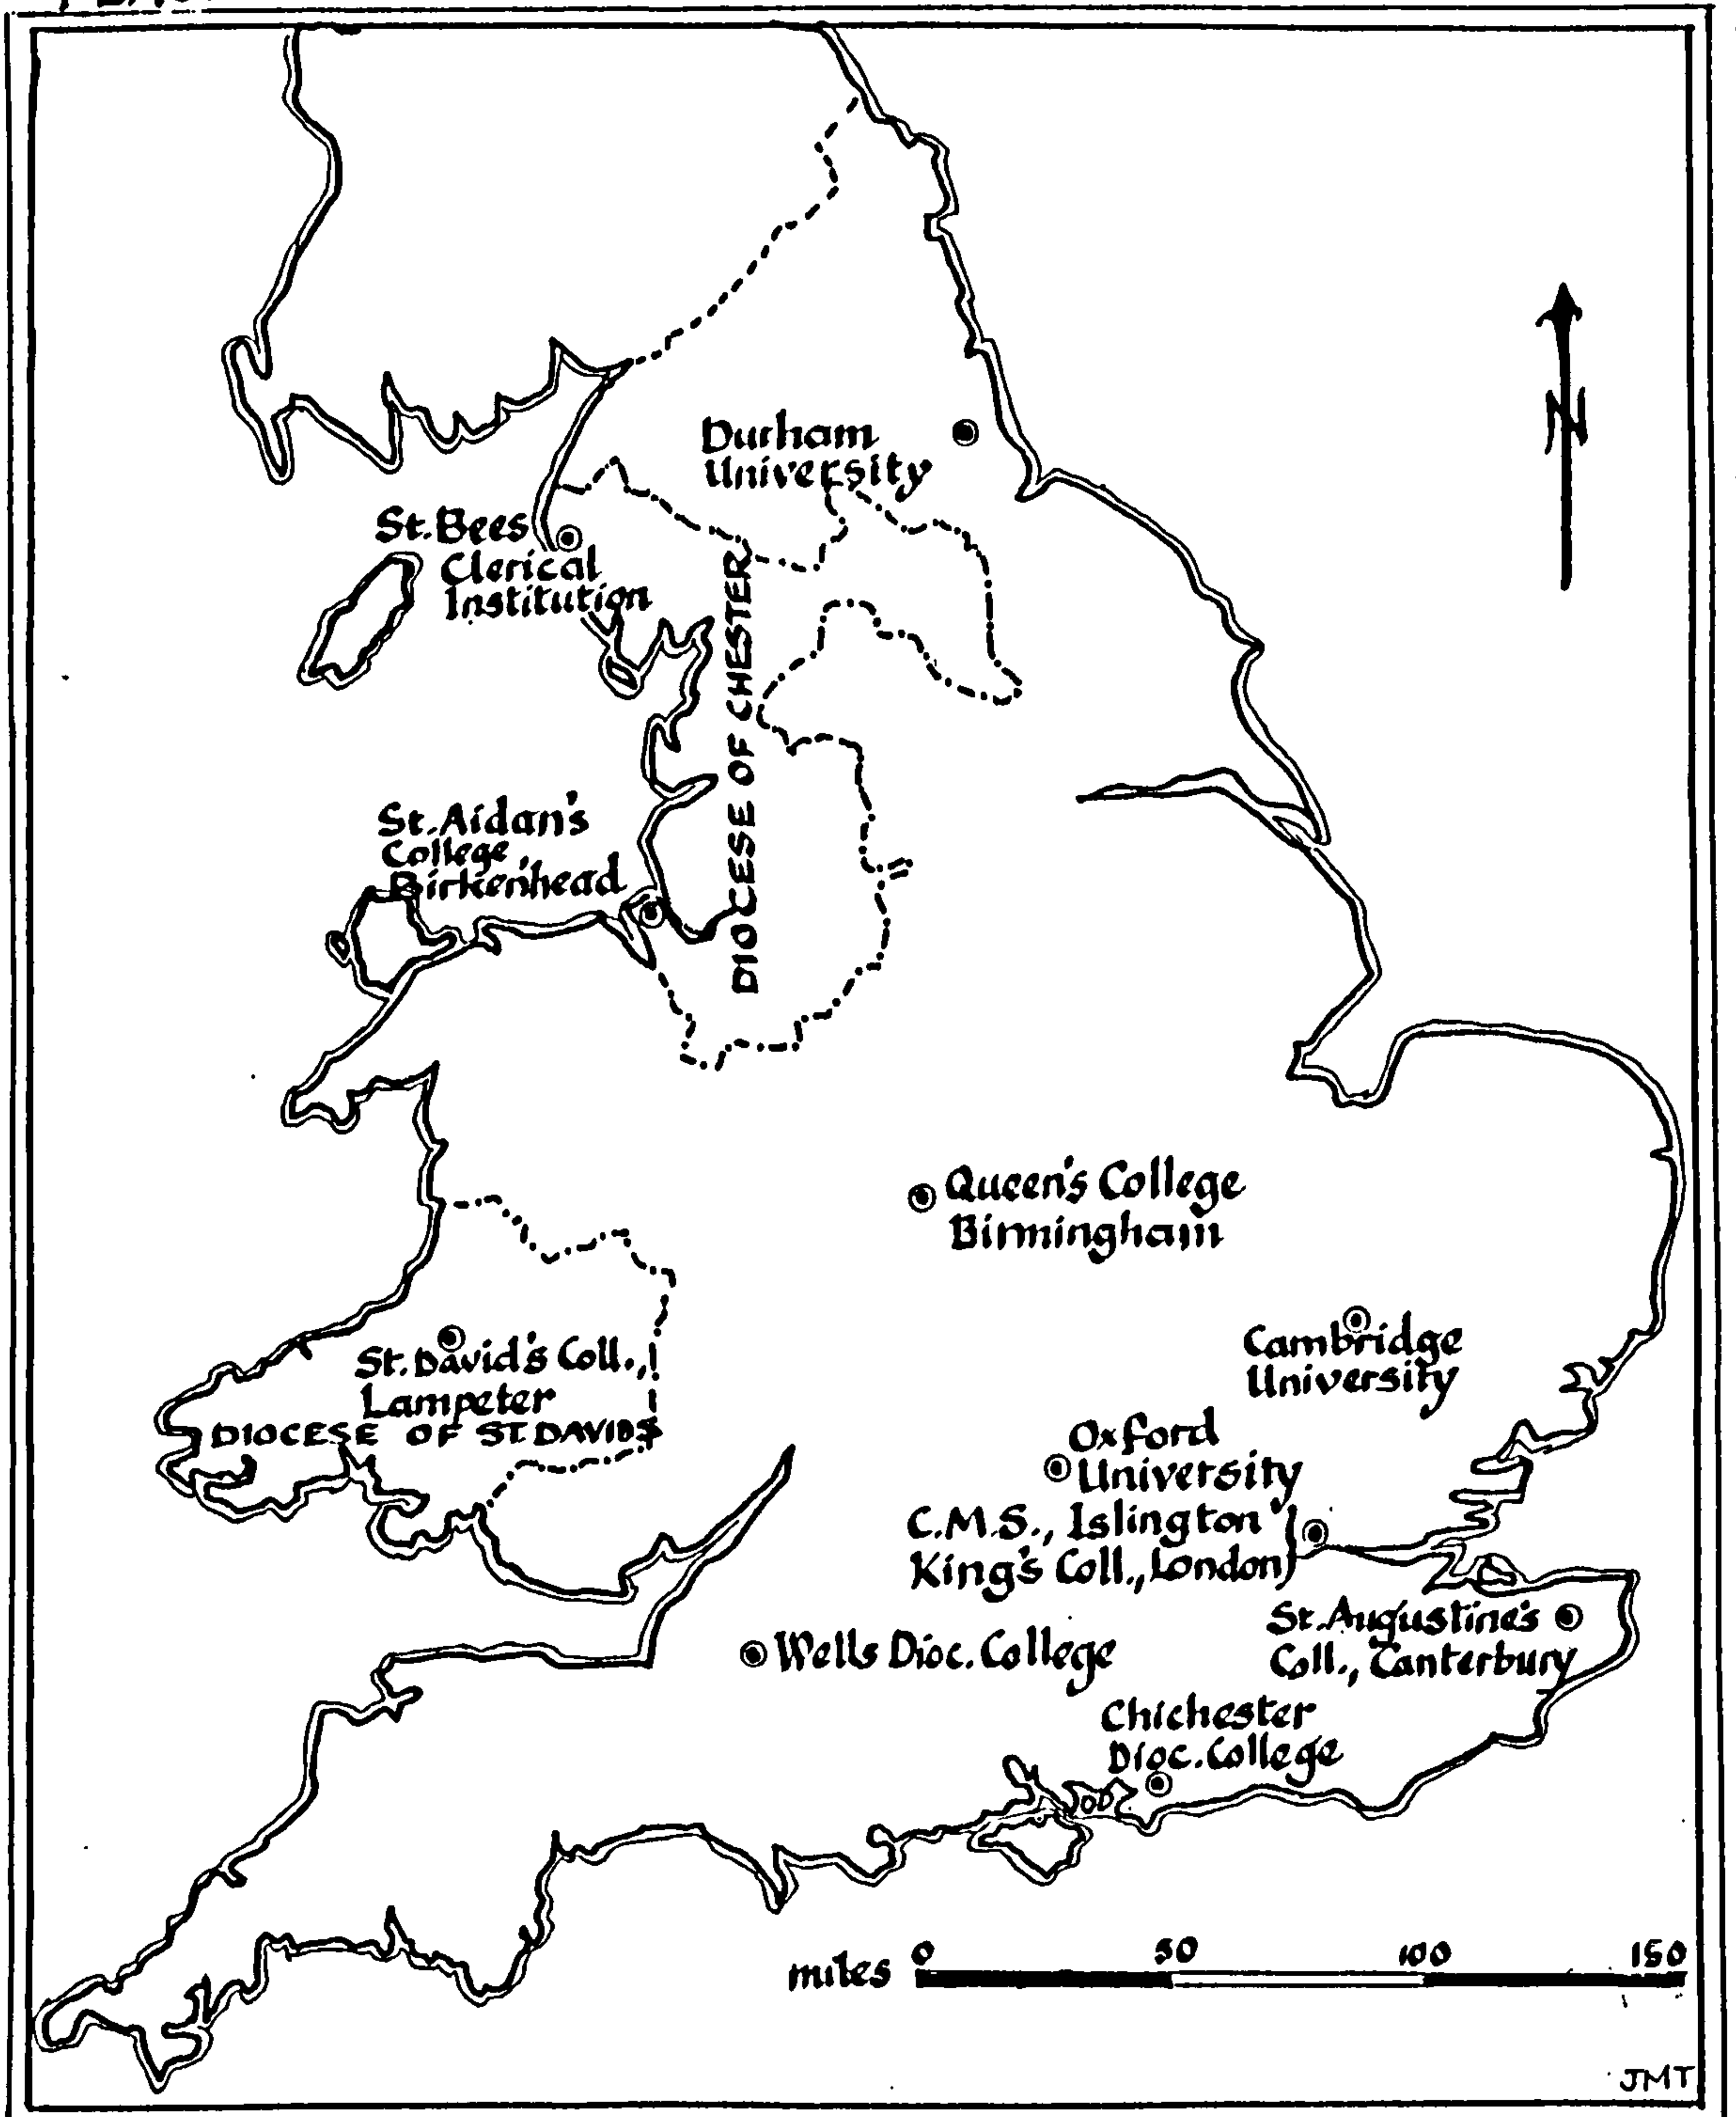 N
Durham
University
St. Bees
Clerical
Institution
DIOCESE OF CHESTER
St. Aidan's
College,
Birkenhead
Queen's College
Birmingham
St. David's Coll.,
Lampeter
DIOCESE OF ST. DAVIDS
Cambridge
University
Oxford
University
C.M.S., Islington
King's Coll., London
St. Augustine's
Coll., Canterbury
Wells Dioc. College
Chichester
Dioc. College
miles 0 50 100 150
JMT